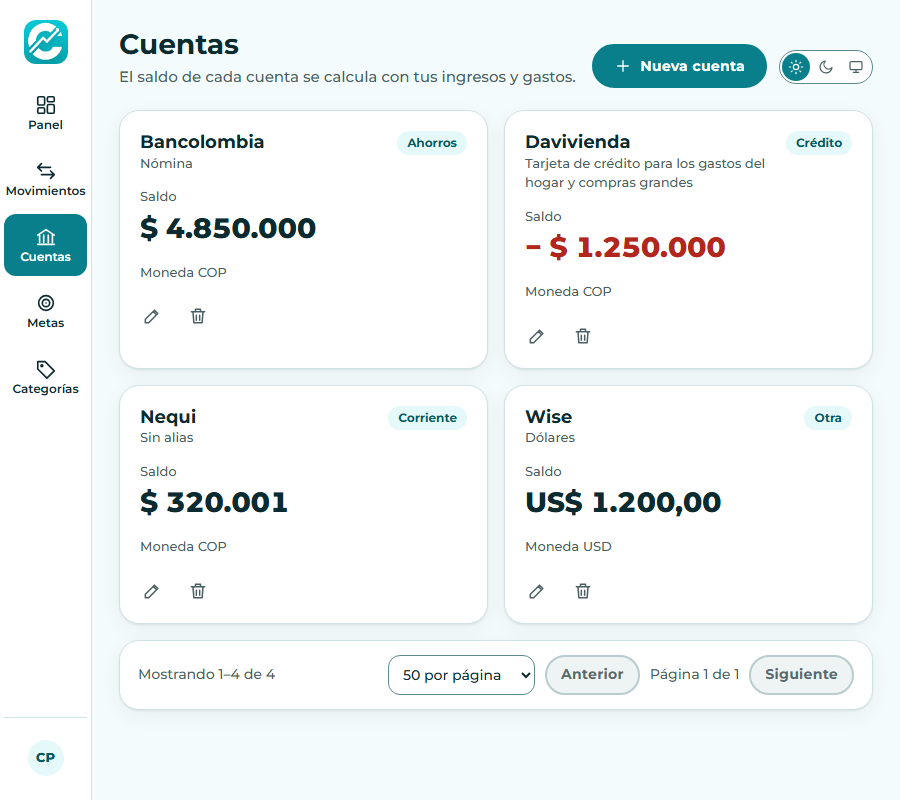 Cuentas
El saldo de cada cuenta se calcula con tus ingresos y gastos.
Nueva cuenta
Panel
Movimientos
Cuentas
Metas
Categorías
CP
Bancolombia
Ahorros
Nómina
Saldo
$ 4.850.000
Moneda COP
Davivienda
Crédito
Tarjeta de crédito para los gastos del
hogar y compras grandes
Saldo
− $ 1.250.000
Moneda COP
Nequi
Corriente
Sin alias
Saldo
$ 320.001
Moneda COP
Wise
Otra
Dólares
Saldo
US$ 1.200,00
Moneda USD
Mostrando 1–4 de 4
50 por página
Anterior
Página 1 de 1
Siguiente